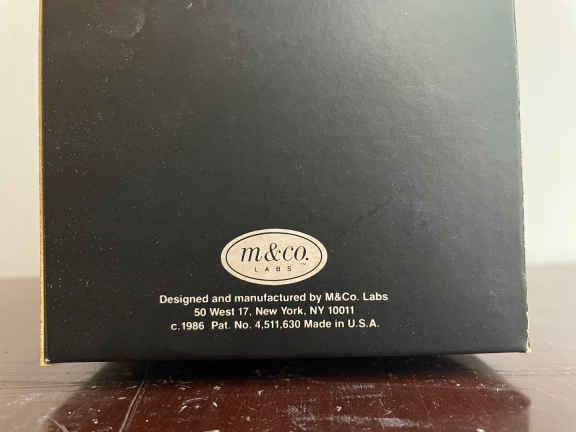 m&co.™
LABS
Designed and manufactured by M&Co. Labs
50 West 17, New York, NY 10011
c.1986 Pat. No. 4,511,630 Made in U.S.A.